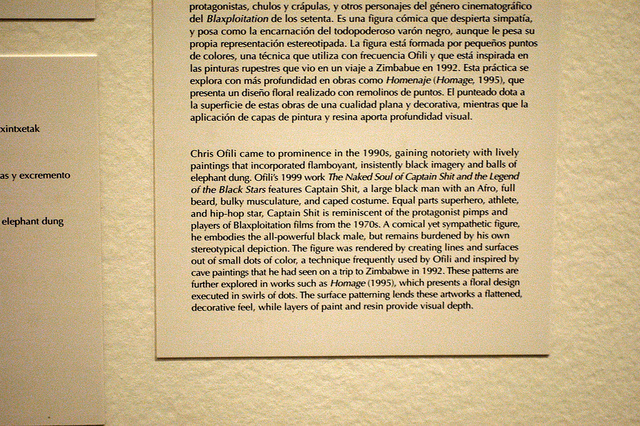 protagonistas, chulos y crápulas, y otros personajes del género cinematográfico
del Blaxploitation de los setenta. Es una figura cómica que despierta simpatía,
y posa como la encarnación del todopoderoso varón negro, aunque le pesa su
propia representación estereotipada. La figura está formada por pequeños puntos
de colores, una técnica que utiliza con frecuencia Ofili y que está inspirada en
las pinturas rupestres que vio en un viaje a Zimbabue en 1992. Esta práctica se
explora con más profundidad en obras como Homenaje (Homage, 1995), que
presenta un diseño floral realizado con remolinos de puntos. El punteado dota a
la superficie de estas obras de una cualidad plana y decorativa, mientras que la
aplicación de capas de pintura y resina aporta profundidad visual.
Chris Ofili came to prominence in the 1990s, gaining notoriety with lively
paintings that incorporated flamboyant, insistently black imagery and balls of
elephant dung. Ofili's 1999 work The Naked Soul of Captain Shit and the Legend
of the Black Stars features Captain Shit, a large black man with an Afro, full
beard, bulky musculature, and caped costume. Equal parts superhero, athlete,
and hip-hop star, Captain Shit is reminiscent of the protagonist pimps and
players of Blaxploitation films from the 1970s. A comical yet sympathetic figure,
he embodies the all-powerful black male, but remains burdened by his own
stereotypical depiction. The figure was rendered by creating lines and surfaces
out of small dots of color, a technique frequently used by Ofili and inspired by
cave paintings that he had seen on a trip to Zimbabwe in 1992. These patterns are
further explored in works such as Homage (1995), which presents a floral design
executed in swirls of dots. The surface patterning lends these artworks a flattened,
decorative feel, while layers of paint and resin provide visual depth.
xintxetak
as y excremento
elephant dung